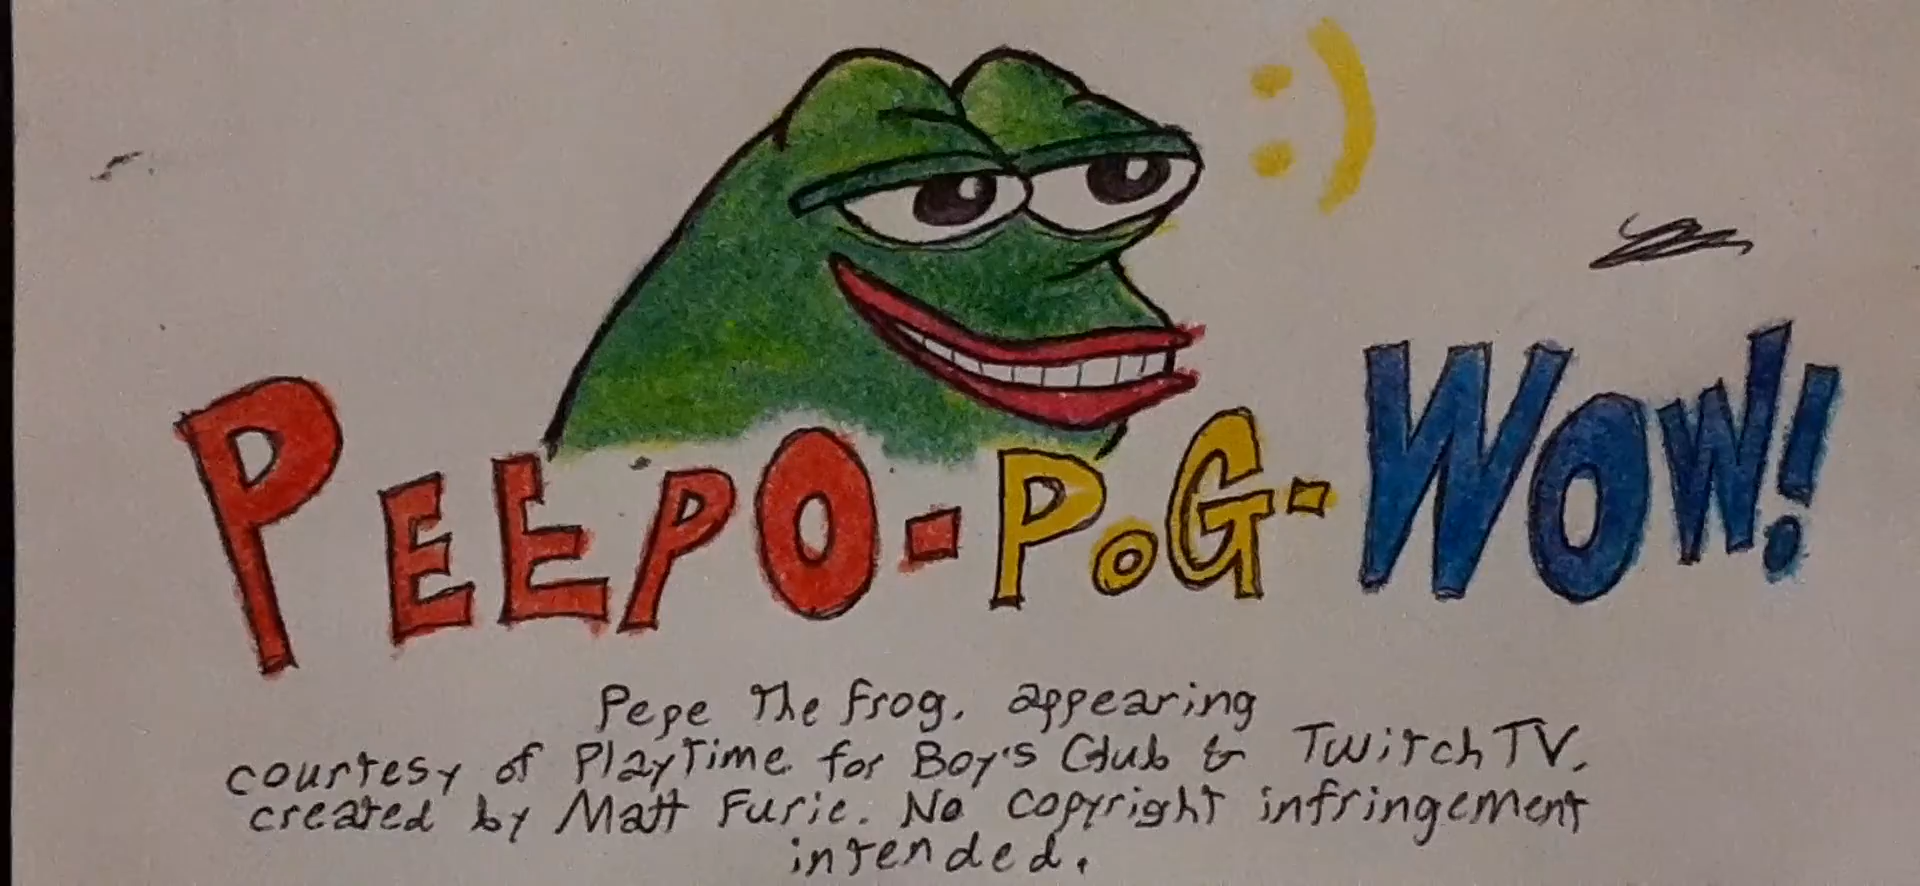 :)
PEEPO-PoG-WOW!
Pepe The frog, appearing
courtesy of PlayTime for Boy's Club & TwitchTV,
created by Matt Furie. No copyright infringement
intended.